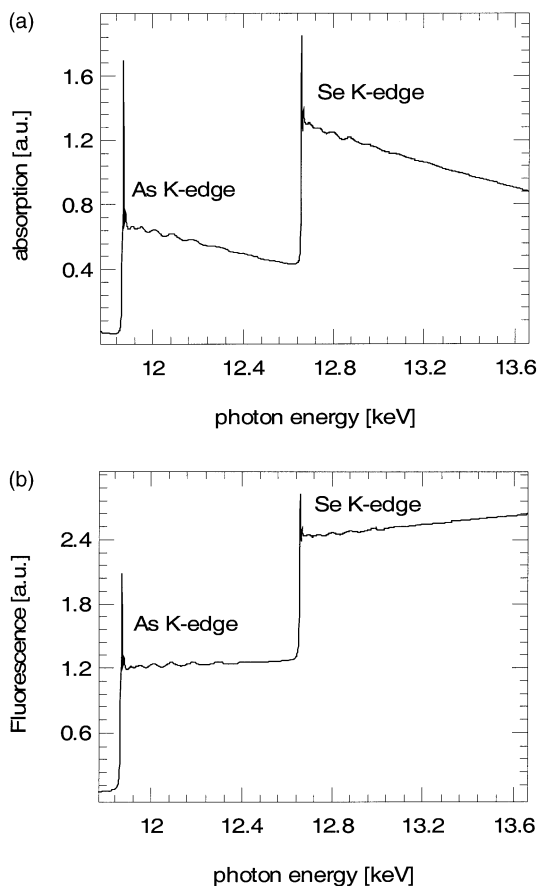 (a)
absorption [a.u.]
1.6
1.2
0.8
0.4
As K-edge
Se K-edge
12 12.4 12.8 13.2 13.6
photon energy [keV]
(b)
Fluorescence [a.u.]
2.4
1.8
1.2
0.6
As K-edge
Se K-edge
12 12.4 12.8 13.2 13.6
photon energy [keV]